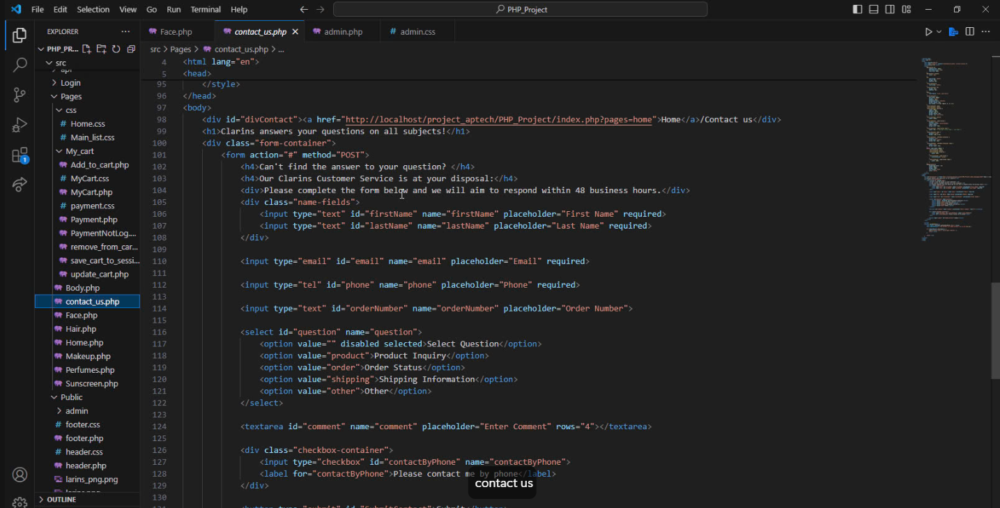 File Edit Selection View Go Run Terminal Help
PHP_Project
EXPLORER
PHP_PR...
src
Login
Pages
css
Home.css
Main_list.css
My_cart
Add_to_cart.php
MyCart.css
MyCart.php
payment.css
Payment.php
PaymentNotLog....
remove_from_car...
save_cart_to_sessi...
update_cart.php
Body.php
contact_us.php
Face.php
Hair.php
Home.php
Makeup.php
Perfumes.php
Sunscreen.php
Public
admin
footer.css
footer.php
header.css
header.php
larins_png.png
OUTLINE
1
Face.php contact_us.php admin.php # admin.css
src > Pages > contact_us.php > ...
4 <html lang="en">
5 <head>
95 </style>
96 </head>
97 <body>
98 <div id="divContact"><a href="http://localhost/project_aptech/PHP_Project/index.php?pages=home">Home</a>/Contact us</div>
99 <h1>Clarins answers your questions on all subjects!</h1>
100 <div class="form-container">
101 <form action="#" method="POST">
102 <h4>Can't find the answer to your question? </h4>
103 <h4>Our Clarins Customer Service is at your disposal:</h4>
104 <div>Please complete the form below and we will aim to respond within 48 business hours.</div>
105 <div class="name-fields">
106 <input type="text" id="firstName" name="firstName" placeholder="First Name" required>
107 <input type="text" id="lastName" name="lastName" placeholder="Last Name" required>
108 </div>
109
110 <input type="email" id="email" name="email" placeholder="Email" required>
111
112 <input type="tel" id="phone" name="phone" placeholder="Phone" required>
113
114 <input type="text" id="orderNumber" name="orderNumber" placeholder="Order Number">
115
116 <select id="question" name="question">
117 <option value="" disabled selected>Select Question</option>
118 <option value="product">Product Inquiry</option>
119 <option value="order">Order Status</option>
120 <option value="shipping">Shipping Information</option>
121 <option value="other">Other</option>
122 </select>
123
124 <textarea id="comment" name="comment" placeholder="Enter Comment" rows="4"></textarea>
125
126 <div class="checkbox-container">
127 <input type="checkbox" id="contactByPhone" name="contactByPhone">
128 <label for="contactByPhone">Please contact me by phone</label>
129 </div>
130
contact us